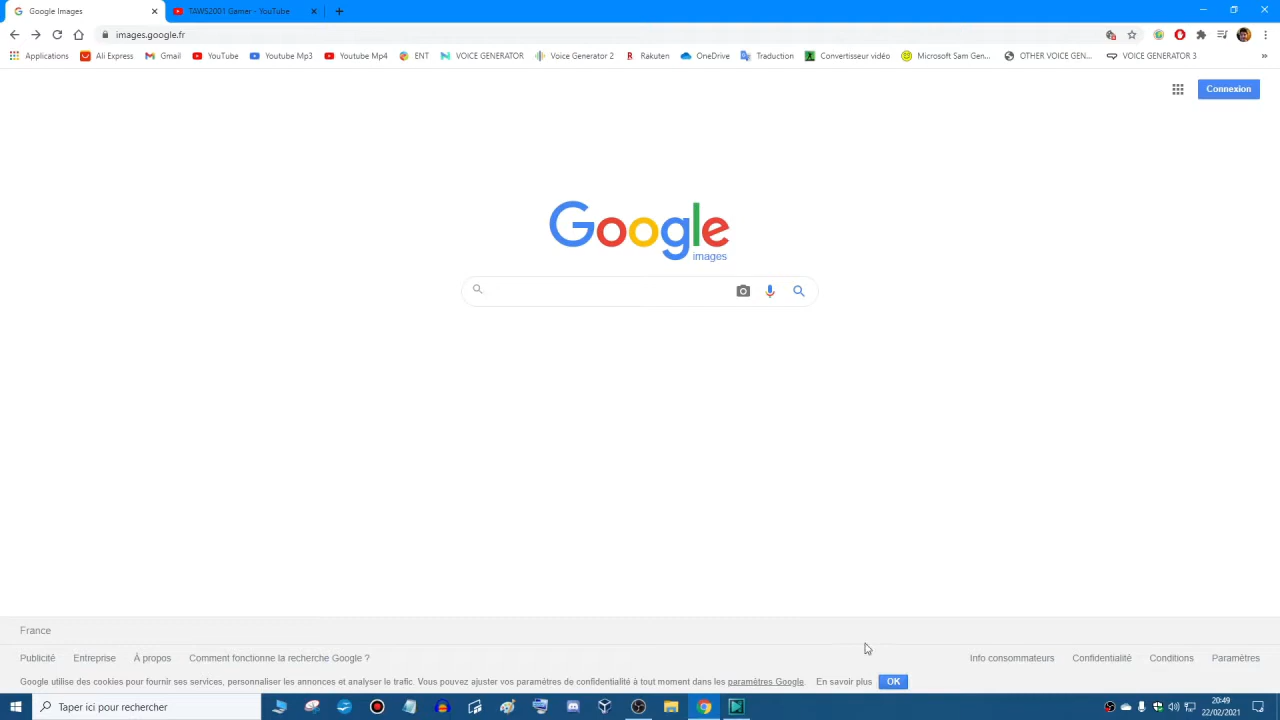 Google Images
TAWS2001 Gamer - YouTube
images.google.fr
Applications
Ali Express
Gmail
YouTube
Youtube Mp3
Youtube Mp4
ENT
VOICE GENERATOR
Voice Generator 2
Rakuten
OneDrive
Traduction
Convertisseur vidéo
Microsoft Sam Gen...
OTHER VOICE GEN...
VOICE GENERATOR 3
Connexion
Google
images
France
Publicité
Entreprise
À propos
Comment fonctionne la recherche Google ?
Info consommateurs
Confidentialité
Conditions
Paramètres
Google utilise des cookies pour fournir ses services, personnaliser les annonces et analyser le trafic. Vous pouvez ajuster vos paramètres de confidentialité à tout moment dans les paramètres Google.
En savoir plus
OK
Taper ici pour rechercher
20:49
22/02/2021